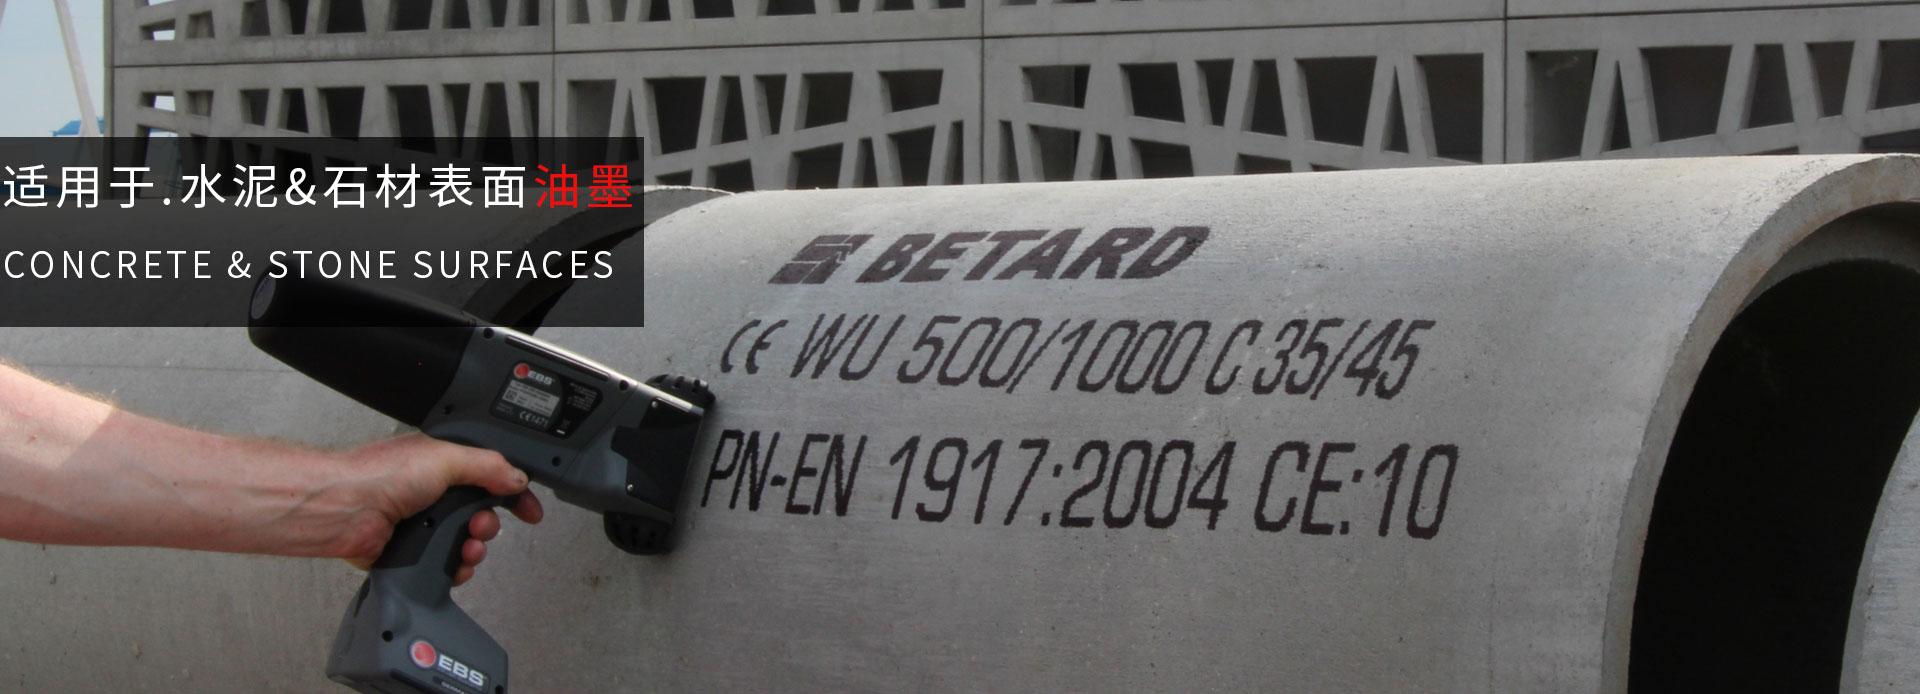 适用于.水泥&石材表面油墨
CONCRETE & STONE SURFACES
BETARD
CE WU 500/1000 C 35/45
PN-EN 1917:2004 CE:10
EBS
CE1471
EBS